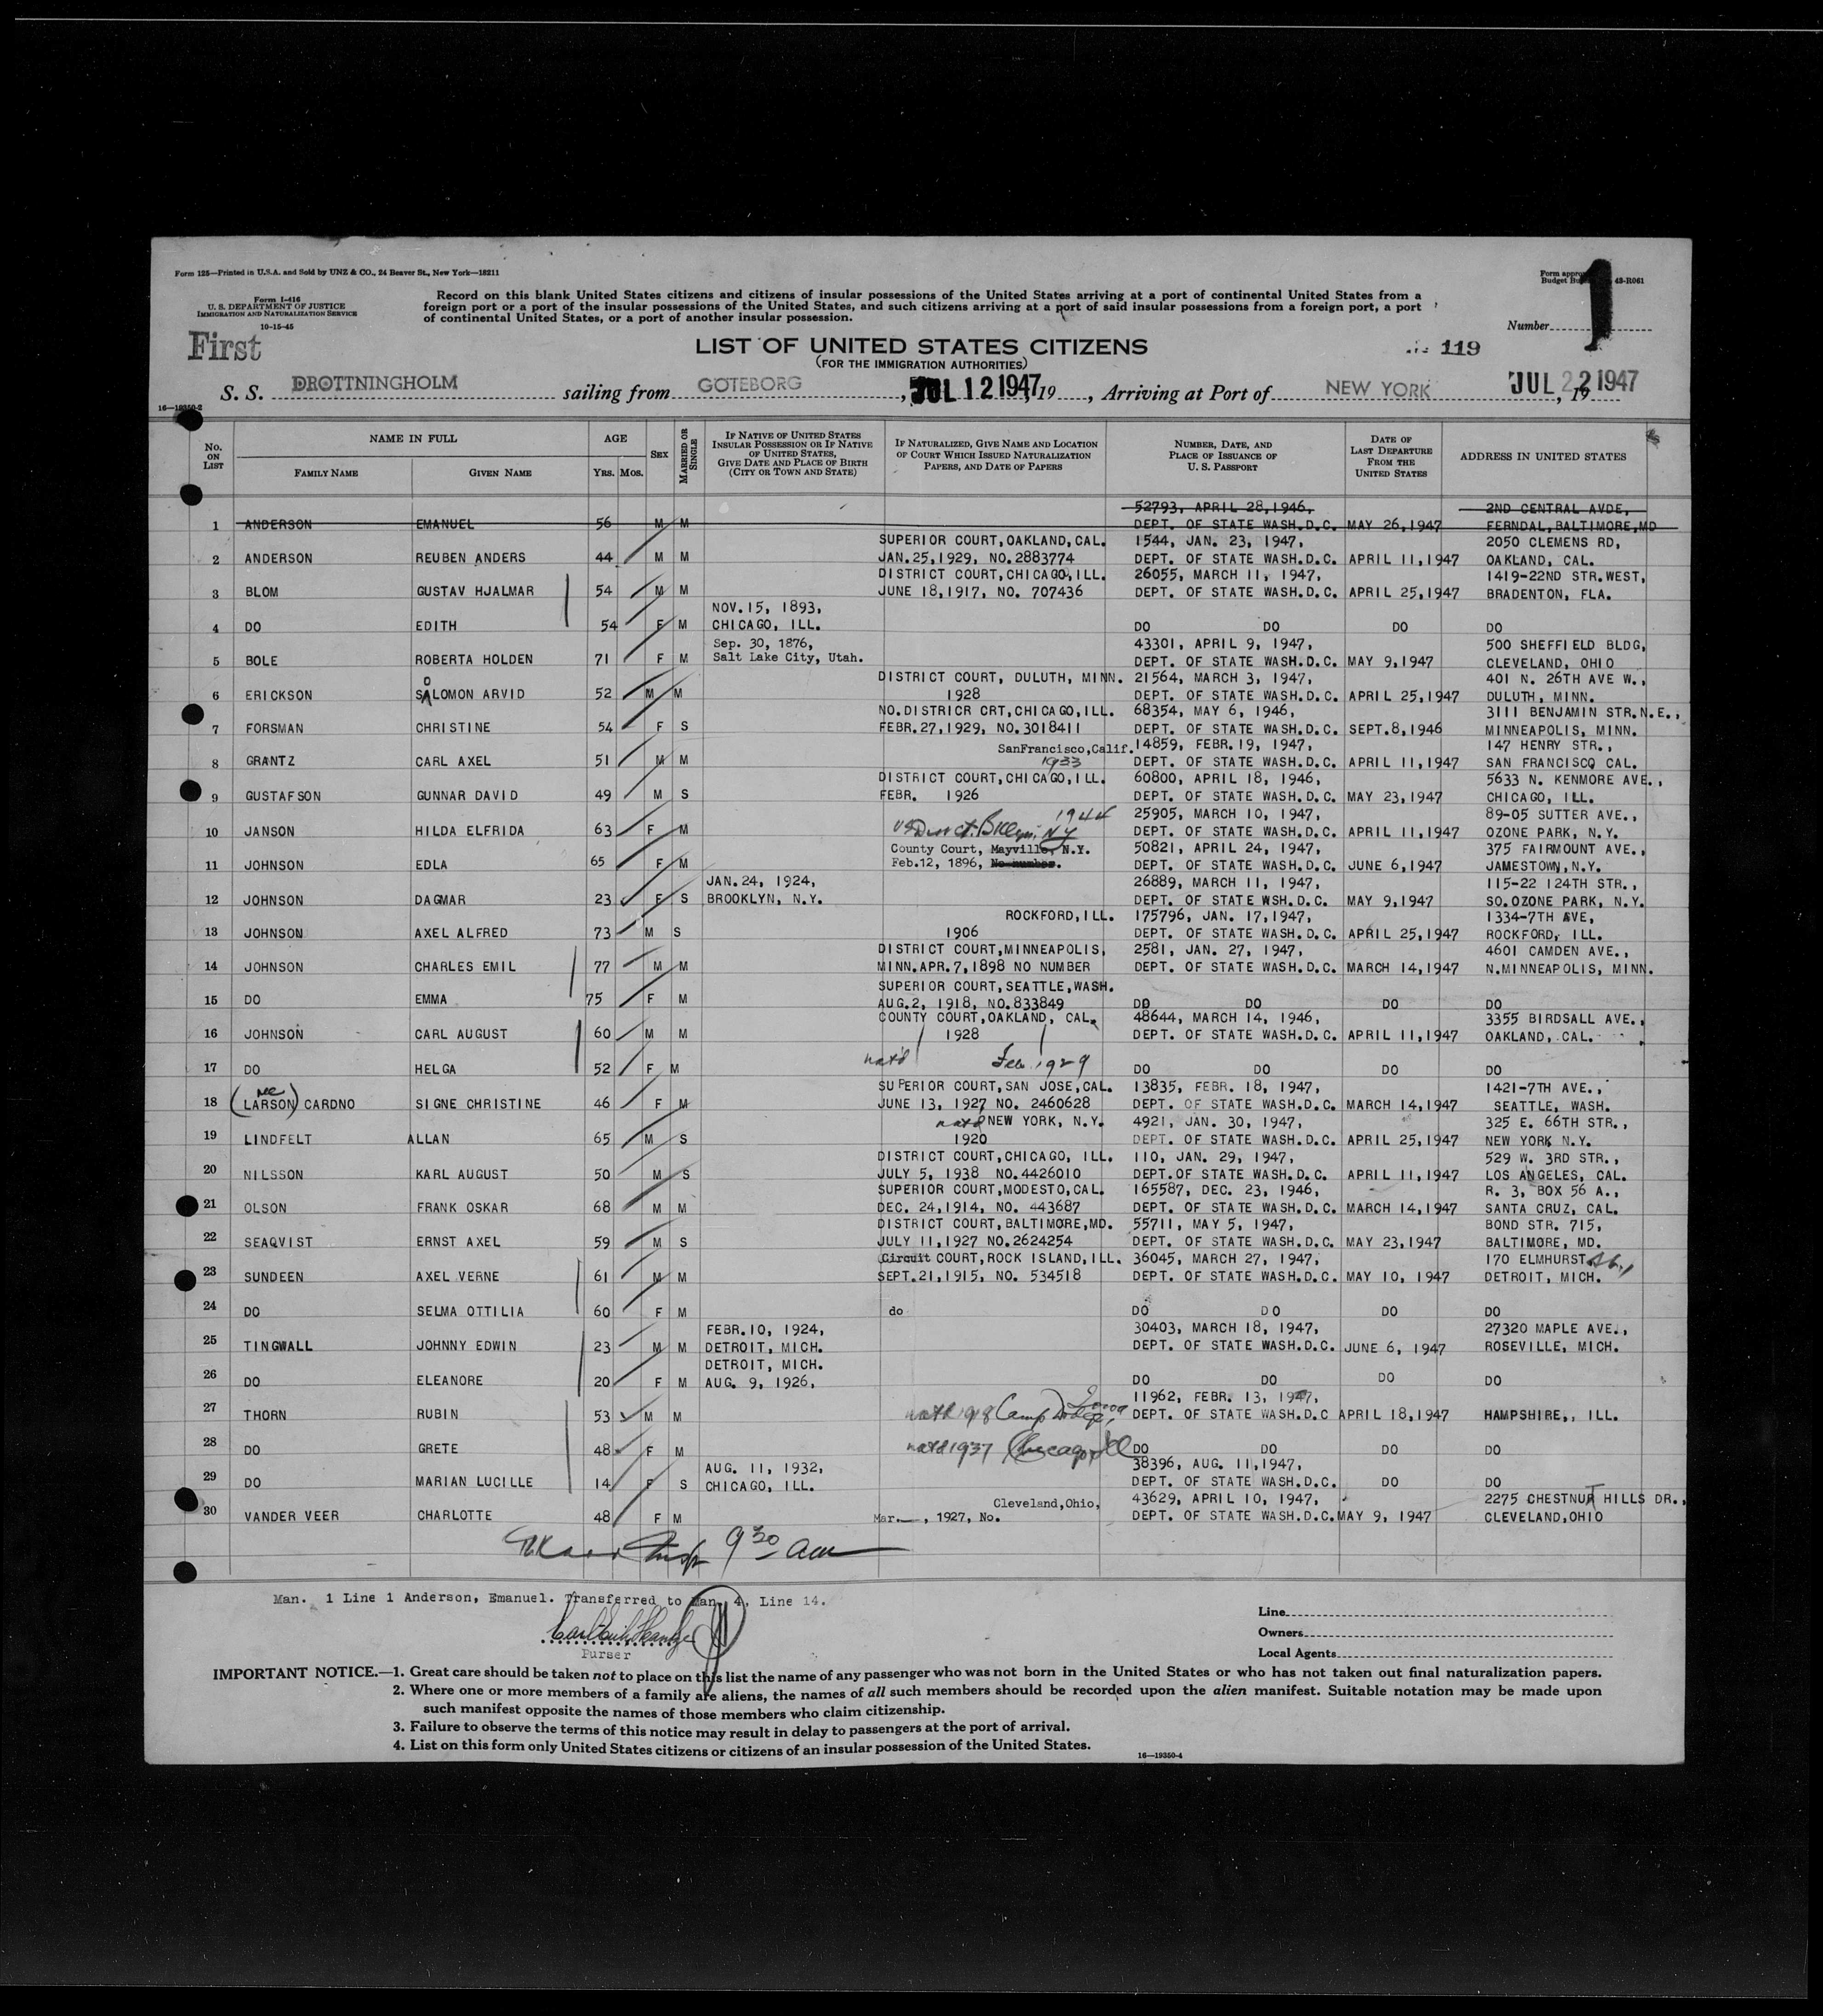 Form 125—Printed in U.S.A. and Sold by UNZ & CO., 24 Beaver St., New York—18211
Form I-416
U. S. DEPARTMENT OF JUSTICE
IMMIGRATION AND NATURALIZATION SERVICE
10-15-45
Record on this blank United States citizens and citizens of insular possessions of the United States arriving at a port of continental United States from a
foreign port or a port of the insular possessions of the United States, and such citizens arriving at a port of said insular possessions from a foreign port, a port
of continental United States, or a port of another insular possession.
Form appro
Budget Bu 43-R061
Number 1
First
LIST OF UNITED STATES CITIZENS
(FOR THE IMMIGRATION AUTHORITIES)
119
S. S. DROTTNINGHOLM sailing from GÖTEBORG, JUL 12 1947, 19, Arriving at Port of NEW YORK JUL 22 1947, 19
16—19350-2
No. ON LIST NAME IN FULL FAMILY NAME GIVEN NAME AGE YRS. MOS. SEX MARRIED OR SINGLE IF NATIVE OF UNITED STATES INSULAR POSSESSION OR IF NATIVE OF UNITED STATES, GIVE DATE AND PLACE OF BIRTH (CITY OR TOWN AND STATE) IF NATURALIZED, GIVE NAME AND LOCATION OF COURT WHICH ISSUED NATURALIZATION PAPERS, AND DATE OF PAPERS NUMBER, DATE, AND PLACE OF ISSUANCE OF U. S. PASSPORT DATE OF LAST DEPARTURE FROM THE UNITED STATES ADDRESS IN UNITED STATES
52793, APRIL 28,1946, 2ND CENTRAL AVDE,
1 ANDERSON EMANUEL 56 M M DEPT. OF STATE WASH.D.C. MAY 26,1947 FERNDAL,BALTIMORE,MD
SUPERIOR COURT,OAKLAND,CAL. 1544, JAN. 23, 1947, 2050 CLEMENS RD,
2 ANDERSON REUBEN ANDERS 44 M M JAN.25,1929, NO.2883774 DEPT. OF STATE WASH.D.C. APRIL 11,1947 OAKLAND, CAL.
DISTRICT COURT,CHICAGO,ILL. 26055, MARCH 11, 1947, 1419-22ND STR.WEST,
3 BLOM GUSTAV HJALMAR 54 M M JUNE 18,1917, NO. 707436 DEPT. OF STATE WASH.D.C. APRIL 25,1947 BRADENTON, FLA.
NOV.15, 1893,
4 DO EDITH 54 F M CHICAGO, ILL. DO DO DO DO
Sep. 30, 1876, 43301, APRIL 9, 1947, 500 SHEFFIELD BLDG,
5 BOLE ROBERTA HOLDEN 71 F M Salt Lake City, Utah. DEPT. OF STATE WASH.D.C. MAY 9,1947 CLEVELAND, OHIO
O DISTRICT COURT, DULUTH, MINN. 21564, MARCH 3, 1947, 401 N. 26TH AVE W.,
6 ERICKSON SALOMON ARVID 52 M M 1928 DEPT. OF STATE WASH.D.C. APRIL 25,1947 DULUTH, MINN.
NO.DISTRICR CRT,CHICAGO,ILL. 68354, MAY 6, 1946, 3111 BENJAMIN STR.N.E.,
7 FORSMAN CHRISTINE 54 F S FEBR.27,1929, NO.3018411 DEPT. OF STATE WASH.D.C. SEPT.8,1946 MINNEAPOLIS, MINN.
SanFrancisco,Calif. 14859, FEBR.19, 1947, 147 HENRY STR.,
8 GRANTZ CARL AXEL 51 M M 1933 DEPT. OF STATE WASH.D.C. APRIL 11,1947 SAN FRANCISCO CAL.
DISTRICT COURT,CHICAGO,ILL. 60800, APRIL 18, 1946, 5633 N. KENMORE AVE.,
9 GUSTAFSON GUNNAR DAVID 49 M S FEBR. 1926 DEPT. OF STATE WASH.D.C. MAY 23,1947 CHICAGO, ILL.
1944 25905, MARCH 10, 1947, 89-05 SUTTER AVE.,
10 JANSON HILDA ELFRIDA 63 F M US Dist Ct. Bklyn. NY DEPT. OF STATE WASH.D.C. APRIL 11,1947 OZONE PARK, N.Y.
County Court, Mayville, N.Y. 50821, APRIL 24, 1947, 375 FAIRMOUNT AVE.,
11 JOHNSON EDLA 65 F M Feb.12, 1896, No number. DEPT. OF STATE WASH.D.C. JUNE 6,1947 JAMESTOWN,N.Y.
JAN.24, 1924, 26889, MARCH 11, 1947, 115-22 124TH STR.,
12 JOHNSON DAGMAR 23 F S BROOKLYN, N.Y. DEPT. OF STATE WSH.D.C. MAY 9,1947 SO.OZONE PARK, N.Y.
ROCKFORD,ILL. 175796, JAN. 17,1947, 1334-7TH AVE,
13 JOHNSON AXEL ALFRED 73 M S 1906 DEPT. OF STATE WASH.D.C. APRIL 25,1947 ROCKFORD, ILL.
DISTRICT COURT,MINNEAPOLIS, 2581, JAN. 27, 1947, 4601 CAMDEN AVE.,
14 JOHNSON CHARLES EMIL 77 M M MINN.APR.7,1898 NO NUMBER DEPT. OF STATE WASH.D.C. MARCH 14,1947 N.MINNEAPOLIS, MINN.
SUPERIOR COURT,SEATTLE,WASH.
15 DO EMMA 75 F M AUG.2, 1918, NO.833849 DO DO DO DO
COUNTY COURT,OAKLAND, CAL. 48644, MARCH 14, 1946, 3355 BIRDSALL AVE.,
16 JOHNSON CARL AUGUST 60 M M 1928 DEPT. OF STATE WASH.D.C. APRIL 11,1947 OAKLAND, CAL.
17 DO HELGA 52 F M nat'd Feb. 1929 DO DO DO DO
nee SUPERIOR COURT,SAN JOSE,CAL. 13835, FEBR. 18, 1947, 1421-7TH AVE.,
18 (LARSON) CARDNO SIGNE CHRISTINE 46 F M JUNE 13, 1927, NO. 2460628 DEPT. OF STATE WASH.D.C. MARCH 14,1947 SEATTLE, WASH.
natd NEW YORK, N.Y. 4921, JAN. 30, 1947, 325 E. 66TH STR.,
19 LINDFELT ALLAN 65 M S 1920 DEPT. OF STATE WASH.D.C. APRIL 25,1947 NEW YORK N.Y.
DISTRICT COURT,CHICAGO, ILL. 110, JAN. 29, 1947, 529 W. 3RD STR.,
20 NILSSON KARL AUGUST 50 M S JULY 5, 1938 NO.4426010 DEPT.OF STATE WASH.D.C. APRIL 11,1947 LOS ANGELES, CAL.
SUPERIOR COURT,MODESTO,CAL. 165587, DEC. 23, 1946, R. 3, BOX 56 A.,
21 OLSON FRANK OSKAR 68 M M DEC. 24,1914, NO. 443687 DEPT. OF STATE WASH.D.C. MARCH 14,1947 SANTA CRUZ, CAL.
DISTRICT COURT,BALTIMORE,MD. 55711, MAY 5, 1947, BOND STR. 715,
22 SEAQVIST ERNST AXEL 59 M S JULY 11,1927 NO.2624254 DEPT. OF STATE WASH.D.C. MAY 23,1947 BALTIMORE, MD.
Circuit COURT,ROCK ISLAND,ILL. 36045, MARCH 27, 1947, 170 ELMHURST St.,
23 SUNDEEN AXEL VERNE 61 M M SEPT.21,1915, NO. 534518 DEPT. OF STATE WASH.D.C. MAY 10, 1947 DETROIT, MICH.
24 DO SELMA OTTILIA 60 F M do DO DO DO DO
FEBR.10, 1924, 30403, MARCH 18, 1947, 27320 MAPLE AVE.,
25 TINGWALL JOHNNY EDWIN 23 M M DETROIT, MICH. DEPT. OF STATE WASH.D.C. JUNE 6, 1947 ROSEVILLE, MICH.
DETROIT, MICH.
26 DO ELEANORE 20 F M AUG. 9, 1926, DO DO DO DO
11962, FEBR. 13, 1947,
27 THORN RUBIN 53 M M natd 1918 Camp Dodge, Iowa DEPT. OF STATE WASH.D.C APRIL 18,1947 HAMPSHIRE,, ILL.
28 DO GRETE 48 F M natd 1937 Chicago Ill DO DO DO DO
AUG. 11, 1932, 38396, AUG. 11,1947,
29 DO MARIAN LUCILLE 14 F S CHICAGO, ILL. DEPT. OF STATE WASH.D.C. DO DO
Cleveland,Ohio, 43629, APRIL 10, 1947, 2275 CHESTNUT HILLS DR.,
30 VANDER VEER CHARLOTTE 48 F M Mar.—, 1927, No. DEPT. OF STATE WASH.D.C. MAY 9, 1947 CLEVELAND,OHIO
Insp 9 30 am
Man. 1 Line 1 Anderson, Emanuel. Transferred to Man. 4. Line 14.
Purser
Line
Owners
Local Agents
IMPORTANT NOTICE.—1. Great care should be taken not to place on this list the name of any passenger who was not born in the United States or who has not taken out final naturalization papers.
2. Where one or more members of a family are aliens, the names of all such members should be recorded upon the alien manifest. Suitable notation may be made upon
such manifest opposite the names of those members who claim citizenship.
3. Failure to observe the terms of this notice may result in delay to passengers at the port of arrival.
4. List on this form only United States citizens or citizens of an insular possession of the United States.
16—19350-4